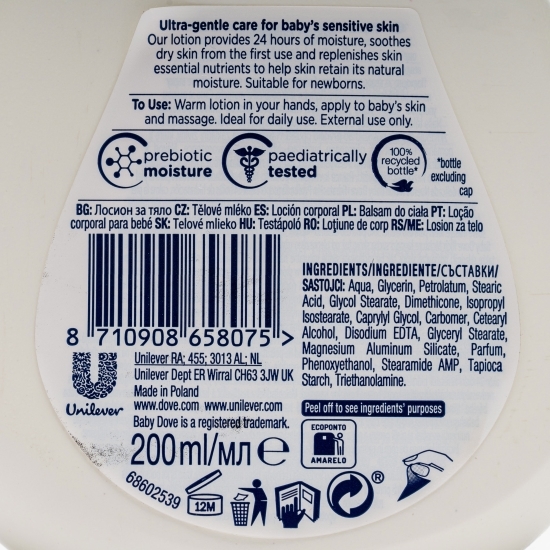 Ultra-gentle care for baby's sensitive skin
Our lotion provides 24 hours of moisture, soothes
dry skin from the first use and replenishes skin
essential nutrients to help skin retain its natural
moisture. Suitable for newborns.
To Use: Warm lotion in your hands, apply to baby's skin
and massage. Ideal for daily use. External use only.
prebiotic
moisture
paediatrically
tested
100%
recycled
bottle*
*bottle
excluding
cap
BG: Лосион за тяло CZ: Tělové mléko ES: Loción corporal PL: Balsam do ciała PT: Loção
corporal para bebé SK: Telové mlieko HU: Testápoló RO: Loţiune de corp RS/ME: Losion za telo
8 710908 658075 >
INGREDIENTS/INGREDIENTE/СЪСТАВКИ/
SASTOJCI: Aqua, Glycerin, Petrolatum, Stearic
Acid, Glycol Stearate, Dimethicone, Isopropyl
Isostearate, Caprylyl Glycol, Carbomer, Cetearyl
Alcohol, Disodium EDTA, Glyceryl Stearate,
Magnesium Aluminum Silicate, Parfum,
Phenoxyethanol, Stearamide AMP, Tapioca
Starch, Triethanolamine.
Unilever
Unilever RA; 455; 3013 AL; NL
Unilever Dept ER Wirral CH63 3JW UK
Made in Poland
www.dove.com www.unilever.com
Baby Dove is a registered trademark.
Peel off to see ingredients' purposes
200ml/мл e
ECOPONTO
AMARELO
68602539
12M
®